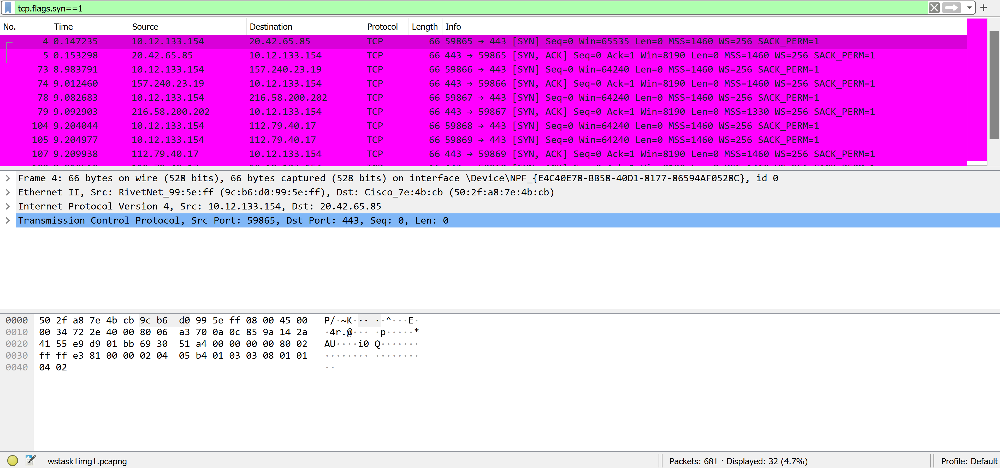 tcp.flags.syn==1
No. Time Source Destination Protocol Length Info
4 0.147235 10.12.133.154 20.42.65.85 TCP 66 59865 → 443 [SYN] Seq=0 Win=65535 Len=0 MSS=1460 WS=256 SACK_PERM=1
5 0.153298 20.42.65.85 10.12.133.154 TCP 66 443 → 59865 [SYN, ACK] Seq=0 Ack=1 Win=8190 Len=0 MSS=1460 WS=256 SACK_PERM=1
73 8.983791 10.12.133.154 157.240.23.19 TCP 66 59866 → 443 [SYN] Seq=0 Win=64240 Len=0 MSS=1460 WS=256 SACK_PERM=1
74 9.012460 157.240.23.19 10.12.133.154 TCP 66 443 → 59866 [SYN, ACK] Seq=0 Ack=1 Win=8190 Len=0 MSS=1460 WS=256 SACK_PERM=1
78 9.082683 10.12.133.154 216.58.200.202 TCP 66 59867 → 443 [SYN] Seq=0 Win=64240 Len=0 MSS=1460 WS=256 SACK_PERM=1
79 9.092903 216.58.200.202 10.12.133.154 TCP 66 443 → 59867 [SYN, ACK] Seq=0 Ack=1 Win=8190 Len=0 MSS=1330 WS=256 SACK_PERM=1
104 9.204044 10.12.133.154 112.79.40.17 TCP 66 59868 → 443 [SYN] Seq=0 Win=64240 Len=0 MSS=1460 WS=256 SACK_PERM=1
105 9.204977 10.12.133.154 112.79.40.17 TCP 66 59869 → 443 [SYN] Seq=0 Win=64240 Len=0 MSS=1460 WS=256 SACK_PERM=1
107 9.209938 112.79.40.17 10.12.133.154 TCP 66 443 → 59869 [SYN, ACK] Seq=0 Ack=1 Win=8190 Len=0 MSS=1460 WS=256 SACK_PERM=1
Frame 4: 66 bytes on wire (528 bits), 66 bytes captured (528 bits) on interface \Device\NPF_{E4C40E78-BB58-40D1-8177-86594AF0528C}, id 0
Ethernet II, Src: RivetNet_99:5e:ff (9c:b6:d0:99:5e:ff), Dst: Cisco_7e:4b:cb (50:2f:a8:7e:4b:cb)
Internet Protocol Version 4, Src: 10.12.133.154, Dst: 20.42.65.85
Transmission Control Protocol, Src Port: 59865, Dst Port: 443, Seq: 0, Len: 0
0000 50 2f a8 7e 4b cb 9c b6 d0 99 5e ff 08 00 45 00 P/·~K··· ··^···E·
0010 00 34 72 2e 40 00 80 06 a3 70 0a 0c 85 9a 14 2a ·4r.@··· ·p·····*
0020 41 55 e9 d9 01 bb 69 30 51 a4 00 00 00 00 80 02 AU····i0 Q·······
0030 ff ff e3 81 00 00 02 04 05 b4 01 03 03 08 01 01 ········ ········
0040 04 02 ··
wstask1img1.pcapng Packets: 681 · Displayed: 32 (4.7%) Profile: Default